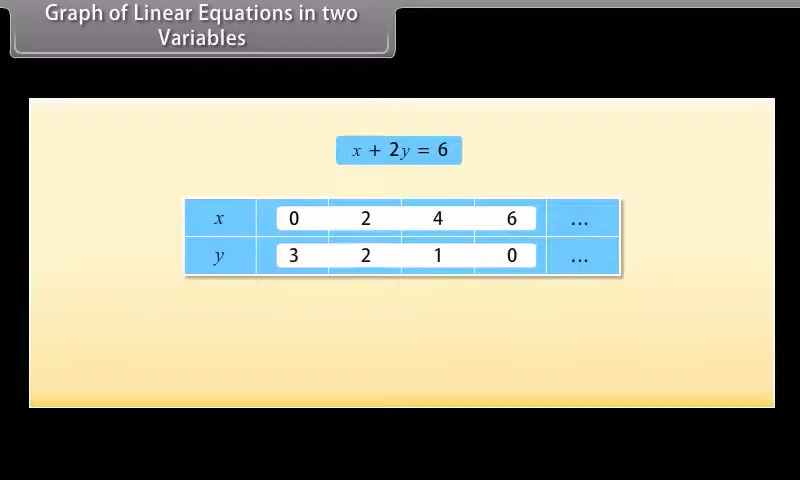 Graph of Linear Equations in two
Variables
x + 2y = 6
x 0 2 4 6 ...
y 3 2 1 0 ...